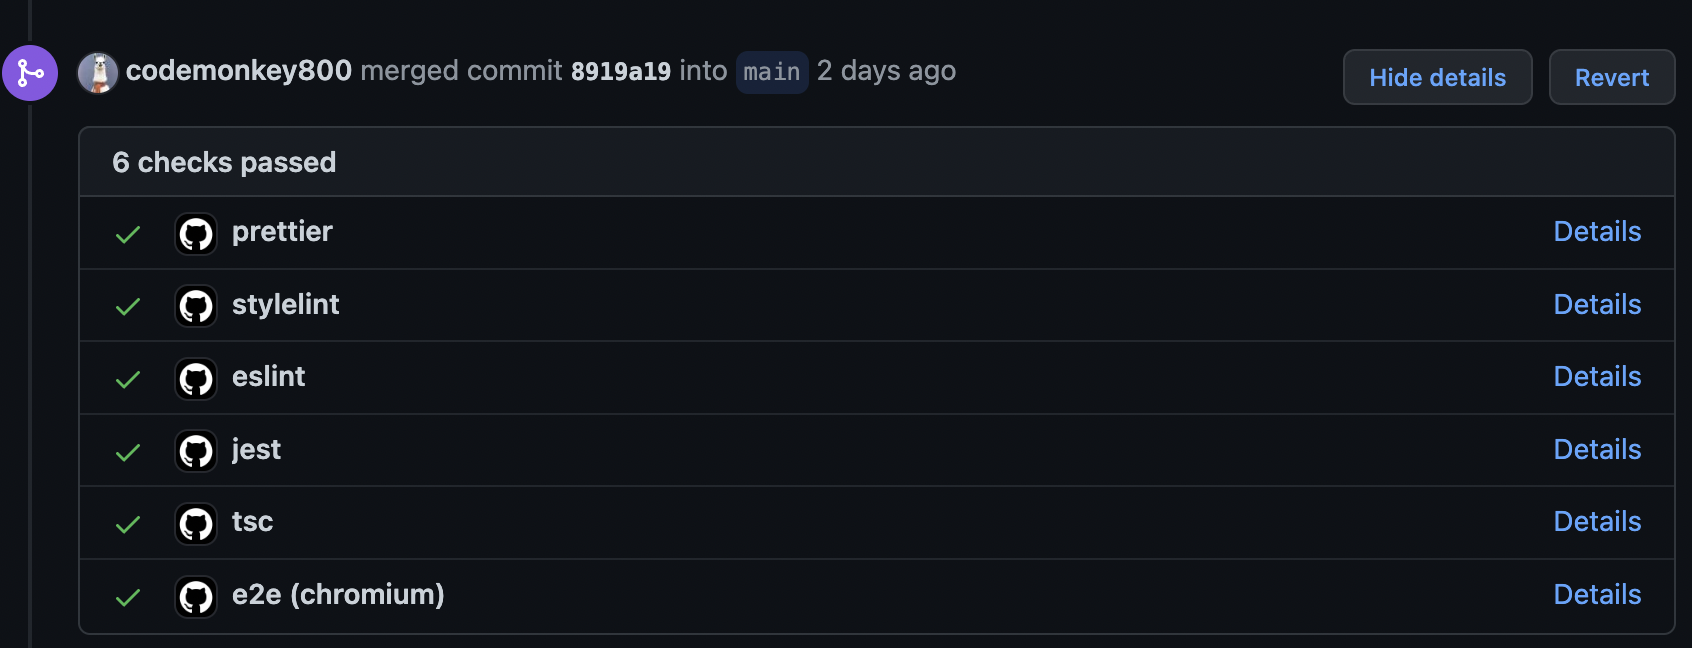 codemonkey800 merged commit 8919a19 into main 2 days ago Hide details Revert
6 checks passed
prettier Details
stylelint Details
eslint Details
jest Details
tsc Details
e2e (chromium) Details